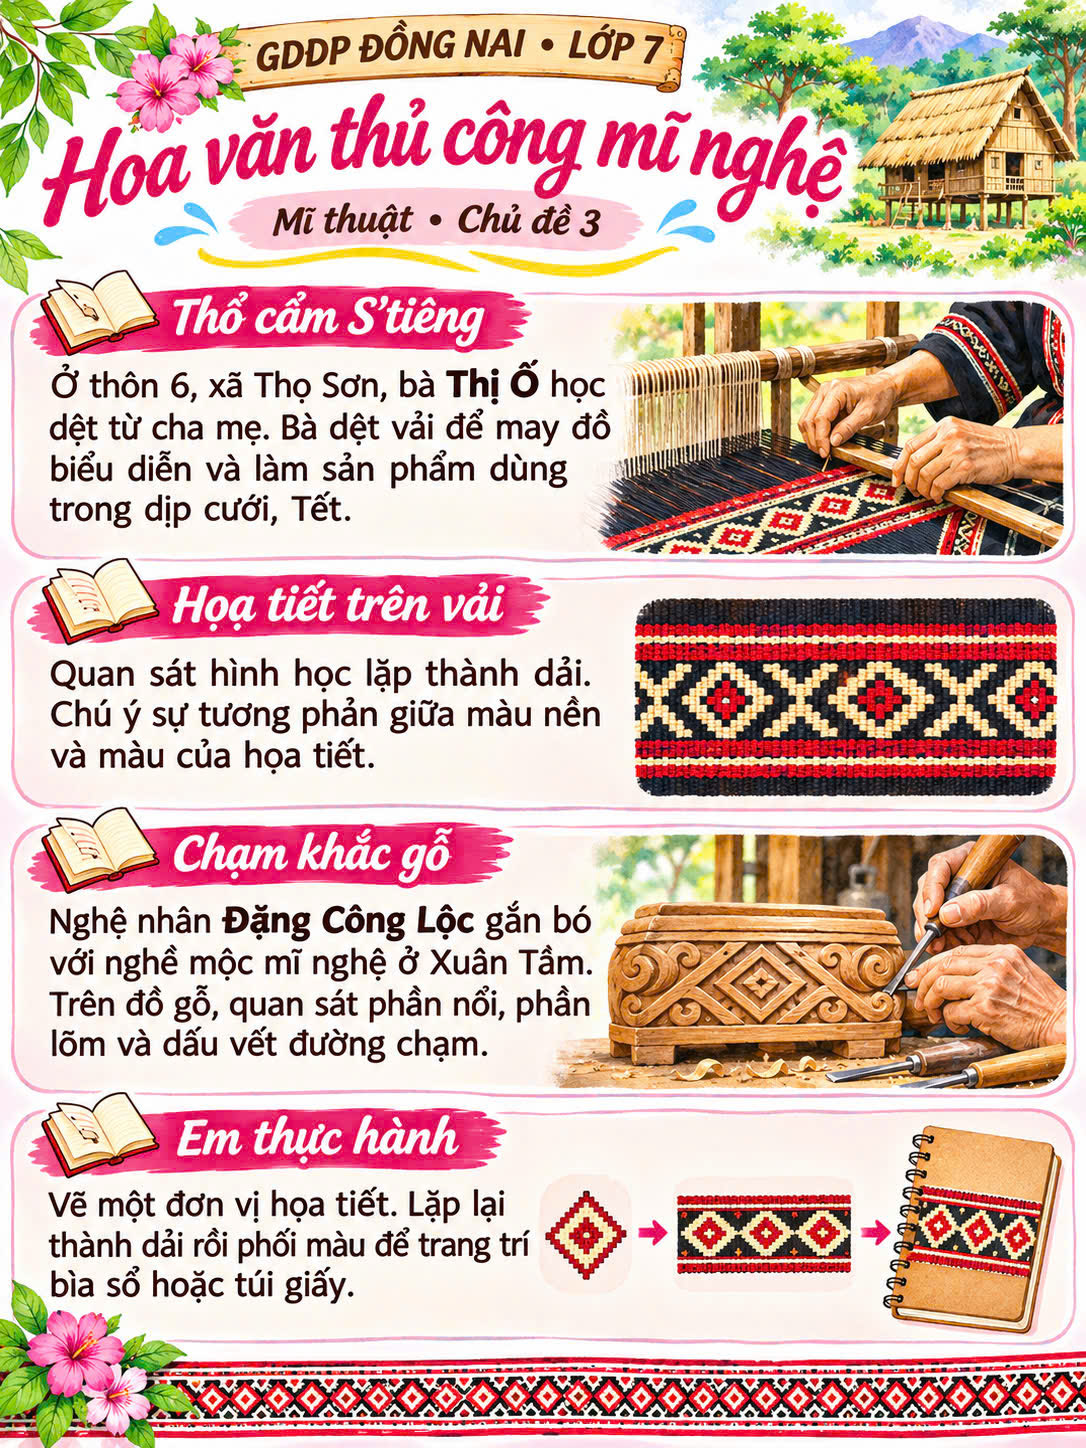 GDDP ĐỒNG NAI • LỚP 7
Hoa văn thủ công mĩ nghệ
Mĩ thuật • Chủ đề 3
Thổ cẩm S'tiêng
Ở thôn 6, xã Thọ Sơn, bà Thị Ố học
dệt từ cha mẹ. Bà dệt vải để may đồ
biểu diễn và làm sản phẩm dùng
trong dịp cưới, Tết.
Họạ tiết trên vải
Quan sát hình học lặp thành dải.
Chú ý sự tương phản giữa màu nền
và màu của họa tiết.
Chạm khắc gỗ
Nghệ nhân Đặng Công Lộc gắn bó
với nghề mộc mĩ nghệ ở Xuân Tầm.
Trên đồ gỗ, quan sát phần nổi, phần
lõm và dấu vết đường chạm.
Em thực hành
Vẽ một đơn vị họa tiết. Lặp lại
thành dải rồi phối màu để trang trí
bìa sổ hoặc túi giấy.